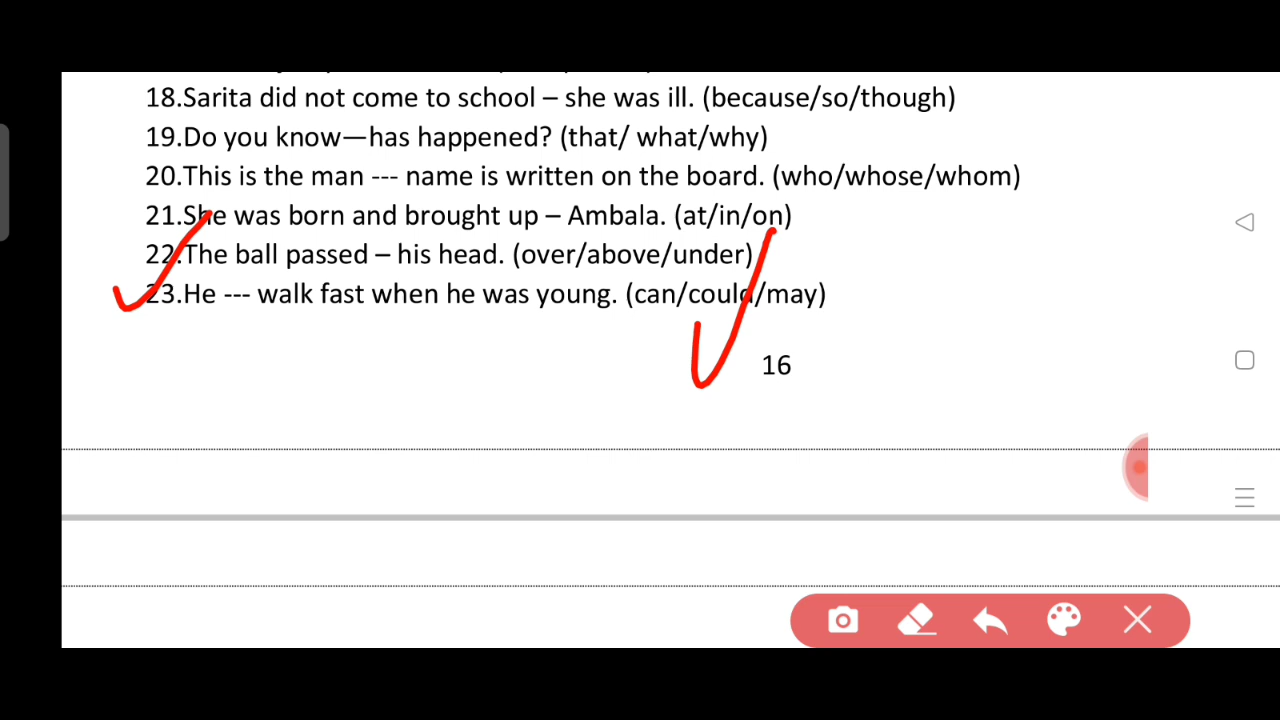 18.Sarita did not come to school – she was ill. (because/so/though)
19.Do you know—has happened? (that/ what/why)
20.This is the man --- name is written on the board. (who/whose/whom)
21.She was born and brought up – Ambala. (at/in/on)
22.The ball passed – his head. (over/above/under)
23.He --- walk fast when he was young. (can/could/may)
16